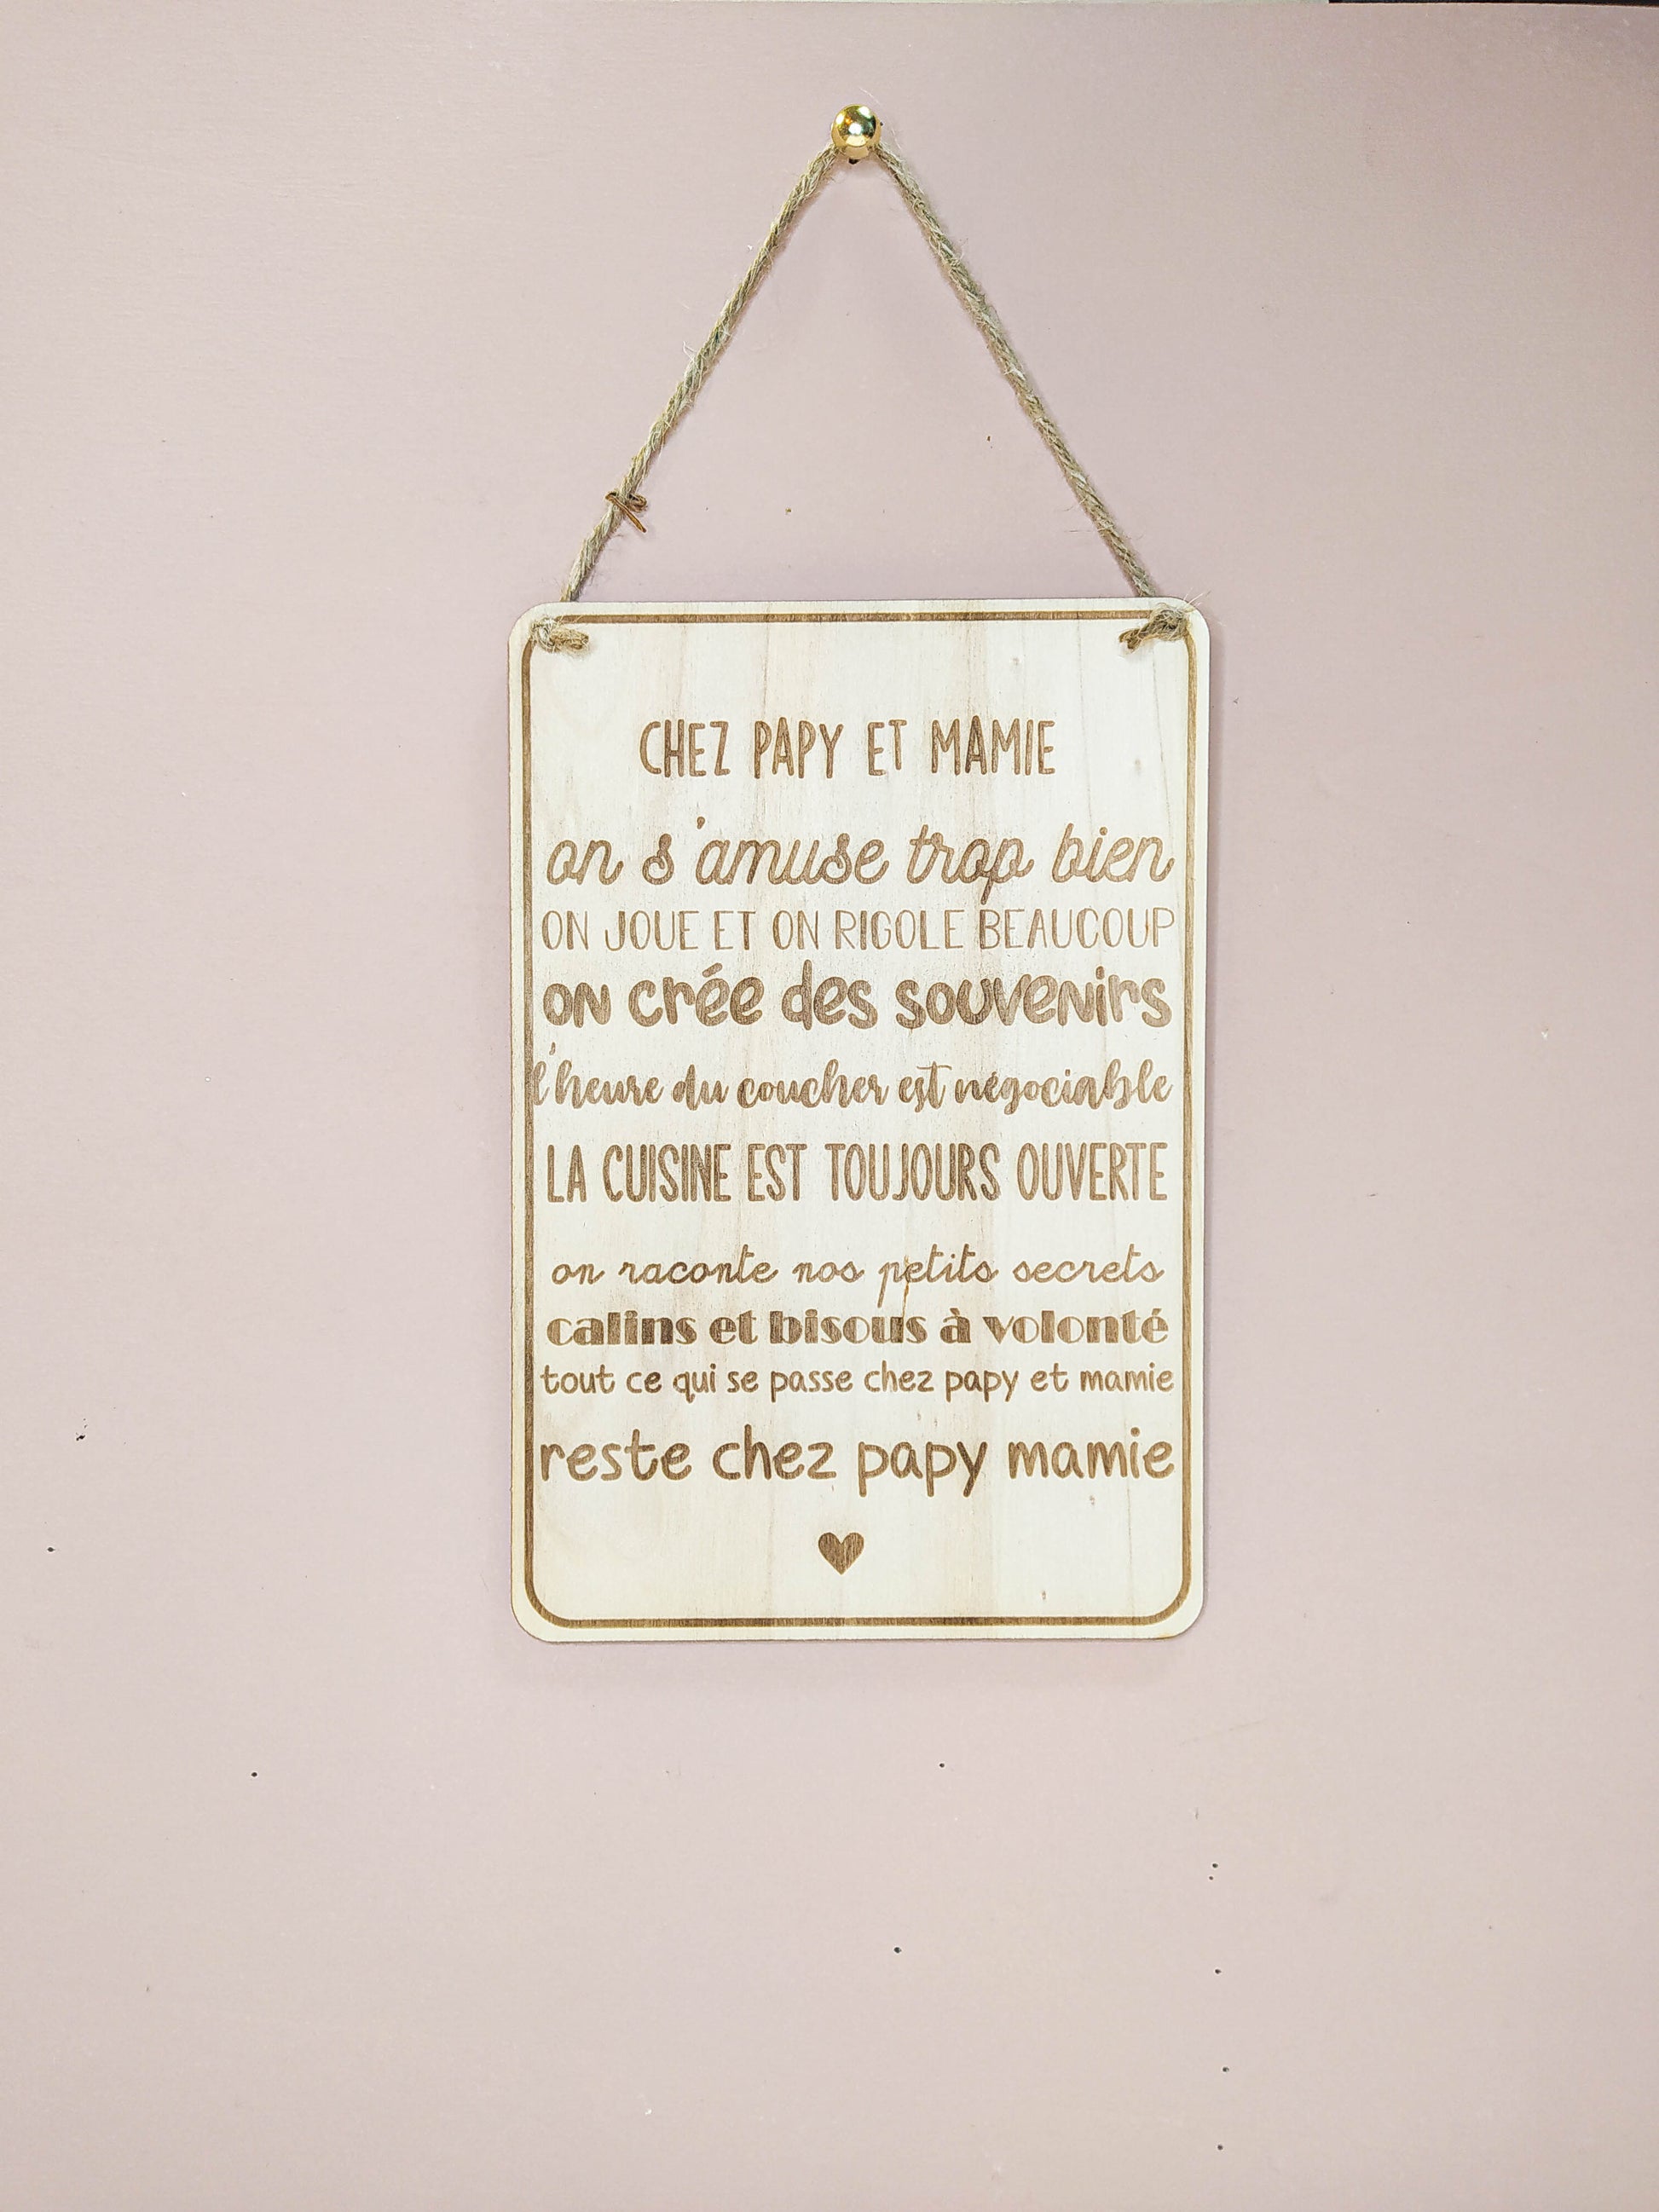 CHEZ PAPY ET MAMIE
on s'amuse trop bien
ON JOUE ET ON RIGOLE BEAUCOUP
on crée des souvenirs
l'heure du coucher est négociable
LA CUISINE EST TOUJOURS OUVERTE
on raconte nos petits secrets
calins et bisous à volonté
tout ce qui se passe chez papy et mamie
reste chez papy mamie